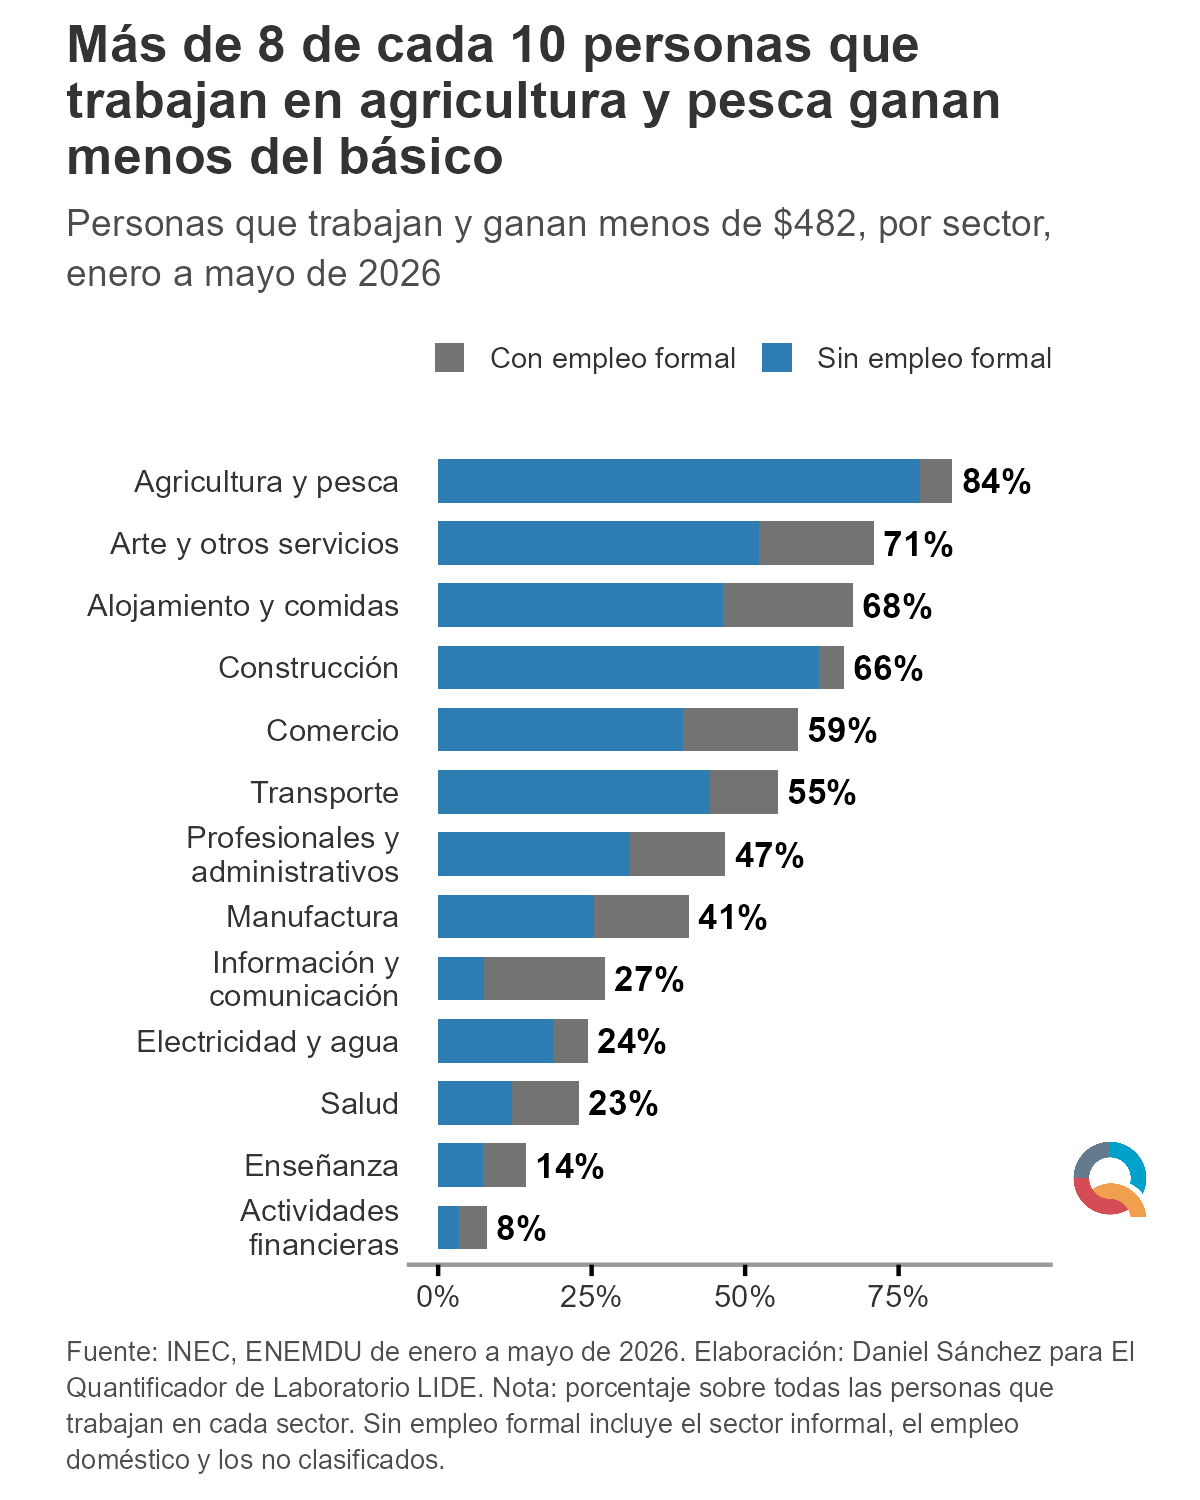 Más de 8 de cada 10 personas que
trabajan en agricultura y pesca ganan
menos del básico
Personas que trabajan y ganan menos de $482, por sector,
enero a mayo de 2026
Con empleo formal
Sin empleo formal
Agricultura y pesca
84%
Arte y otros servicios
71%
Alojamiento y comidas
68%
Construcción
66%
Comercio
59%
Transporte
55%
Profesionales y
administrativos
47%
Manufactura
41%
Información y
comunicación
27%
Electricidad y agua
24%
Salud
23%
Enseñanza
14%
Actividades
financieras
8%
0%
25%
50%
75%
Fuente: INEC, ENEMDU de enero a mayo de 2026. Elaboración: Daniel Sánchez para El
Quantificador de Laboratorio LIDE. Nota: porcentaje sobre todas las personas que
trabajan en cada sector. Sin empleo formal incluye el sector informal, el empleo
doméstico y los no clasificados.